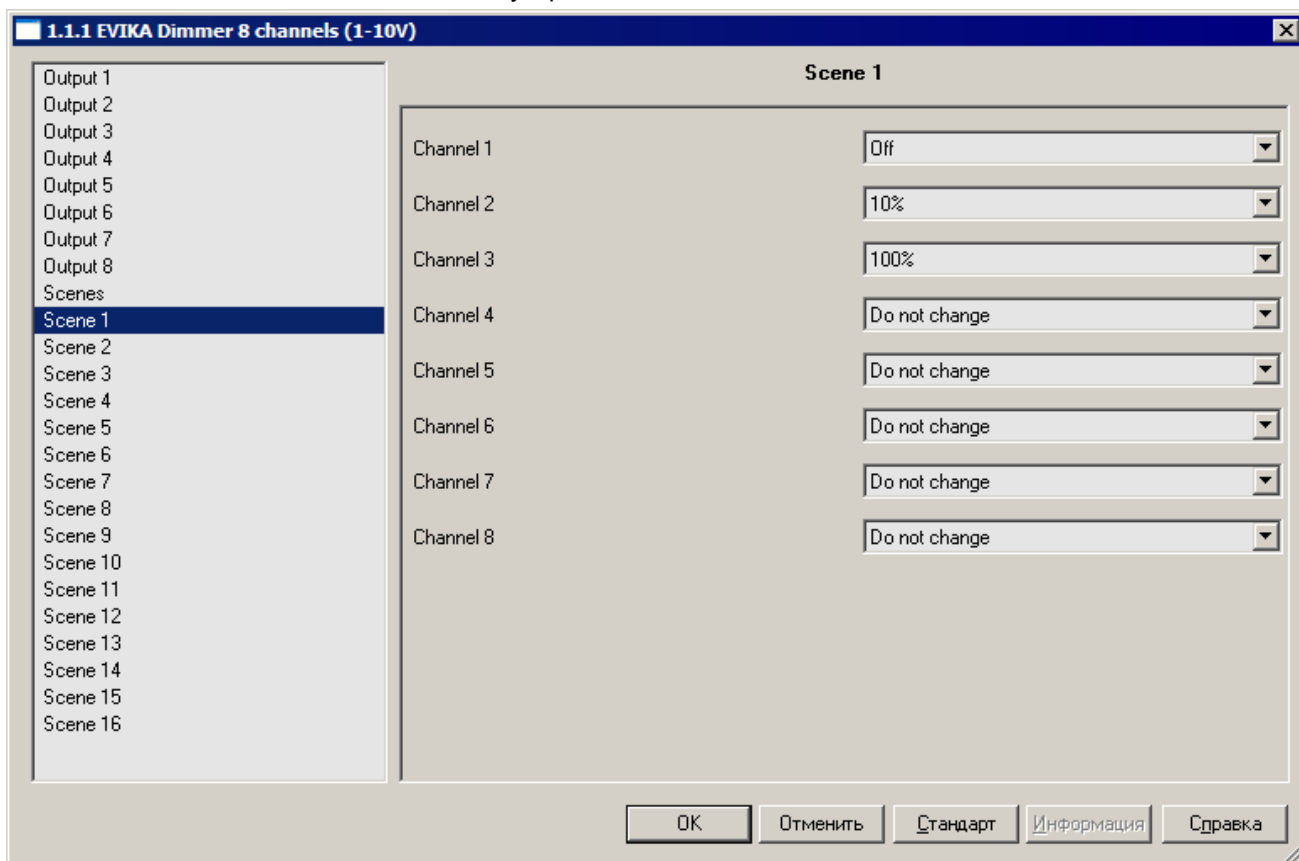 1.1.1 EVIKA Dimmer 8 channels (1-10V)
Output 1
Output 2
Output 3
Output 4
Output 5
Output 6
Output 7
Output 8
Scenes
Scene 1
Scene 2
Scene 3
Scene 4
Scene 5
Scene 6
Scene 7
Scene 8
Scene 9
Scene 10
Scene 11
Scene 12
Scene 13
Scene 14
Scene 15
Scene 16
Scene 1
Channel 1 Off
Channel 2 10%
Channel 3 100%
Channel 4 Do not change
Channel 5 Do not change
Channel 6 Do not change
Channel 7 Do not change
Channel 8 Do not change
OK Отменить Стандарт Информация Справка